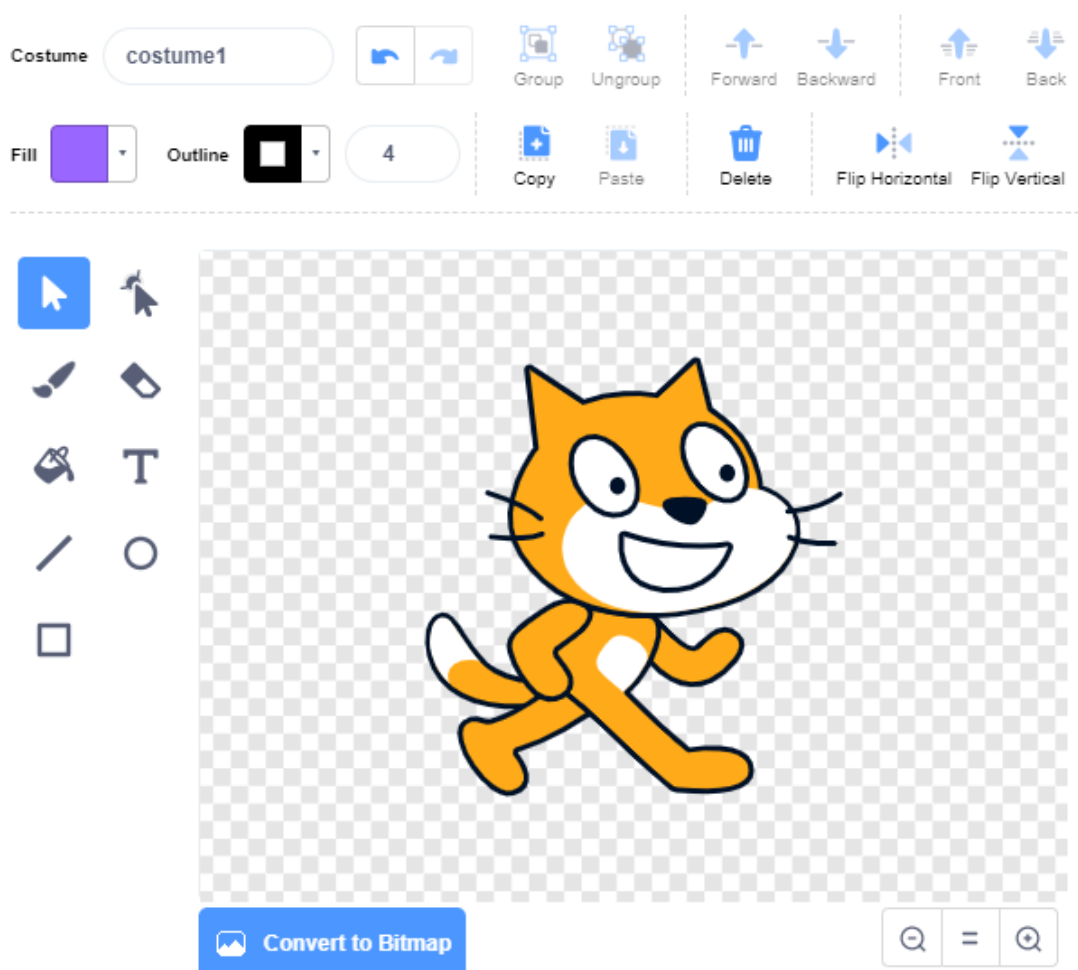 Costume costume1
Group Ungroup Forward Backward Front Back
Fill Outline 4
Copy Paste Delete Flip Horizontal Flip Vertical
T
Convert to Bitmap